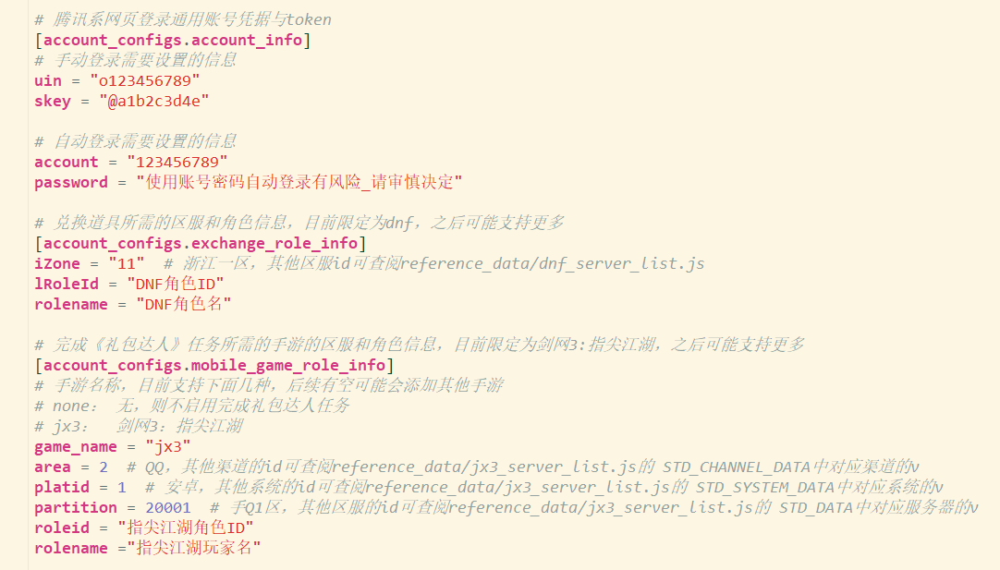 # 腾讯系网页登录通用账号凭据与token
[account_configs.account_info]
# 手动登录需要设置的信息
uin = "o123456789"
skey = "@a1b2c3d4e"
# 自动登录需要设置的信息
account = "123456789"
password = "使用账号密码自动登录有风险_请审慎决定"
# 兑换道具所需的区服和角色信息，目前限定为dnf，之后可能支持更多
[account_configs.exchange_role_info]
iZone = "11"  # 浙江一区，其他区服id可查阅reference_data/dnf_server_list.js
lRoleId = "DNF角色ID"
rolename = "DNF角色名"
# 完成《礼包达人》任务所需的手游的区服和角色信息，目前限定为剑网3:指尖江湖，之后可能支持更多
[account_configs.mobile_game_role_info]
# 手游名称，目前支持下面几种，后续有空可能会添加其他手游
# none： 无，则不启用完成礼包达人任务
# jx3：  剑网3：指尖江湖
game_name = "jx3"
area = 2  # QQ，其他渠道的id可查阅reference_data/jx3_server_list.js的 STD_CHANNEL_DATA中对应渠道的v
platid = 1  # 安卓，其他系统的id可查阅reference_data/jx3_server_list.js的 STD_SYSTEM_DATA中对应系统的v
partition = 20001  # 手Q1区，其他区服的id可查阅reference_data/jx3_server_list.js的 STD_DATA中对应服务器的v
roleid = "指尖江湖角色ID"
rolename ="指尖江湖玩家名"